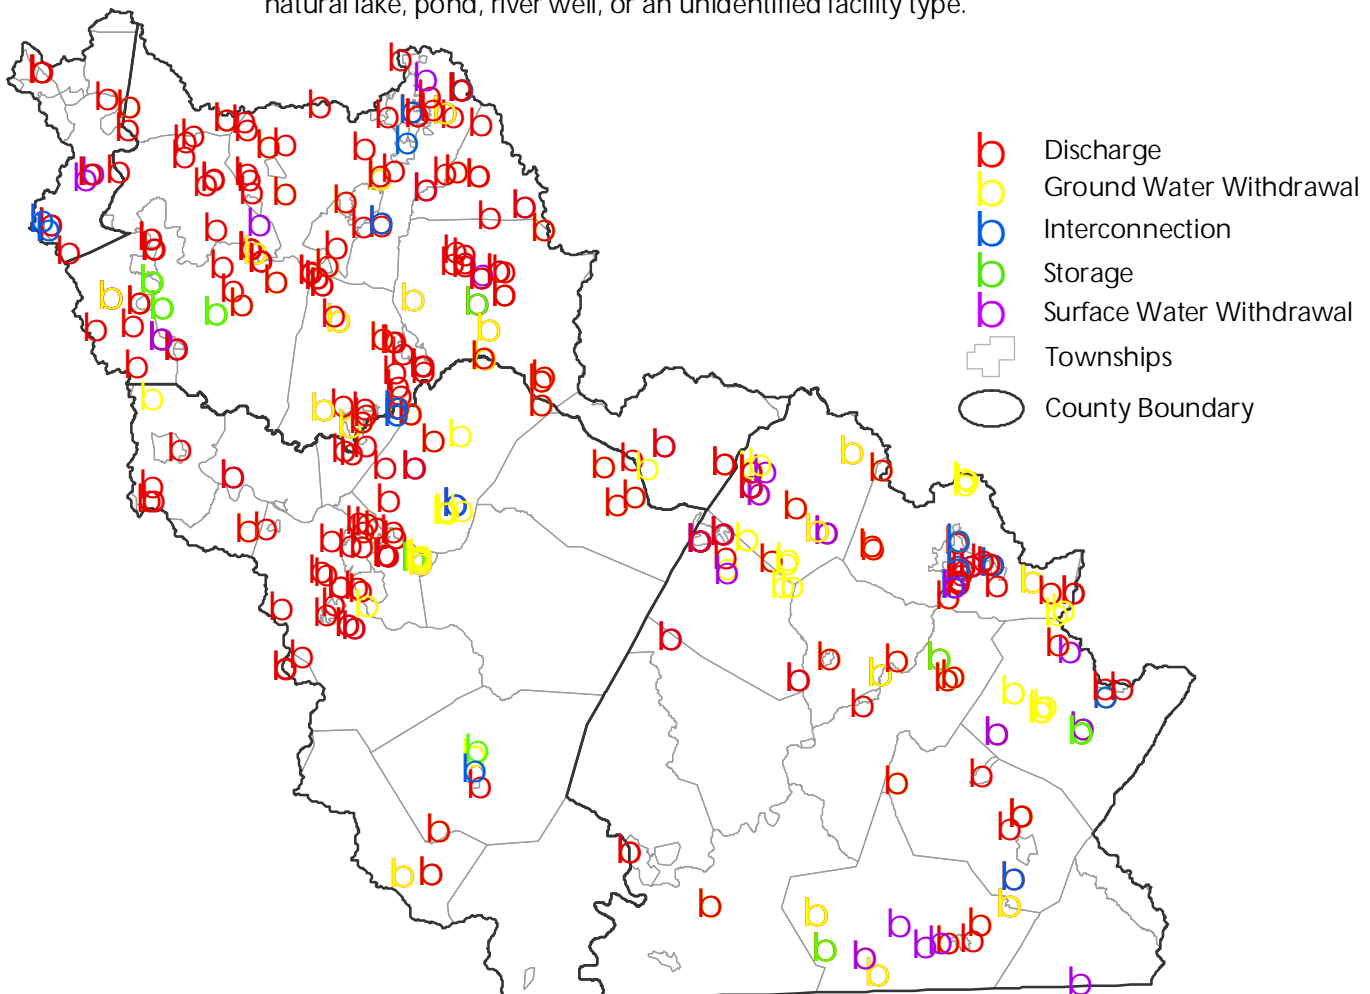 natural lake, pond, river well, or an unidentified facility type.
b Discharge
b Ground Water Withdrawal
b Interconnection
b Storage
b Surface Water Withdrawal
Townships
County Boundary